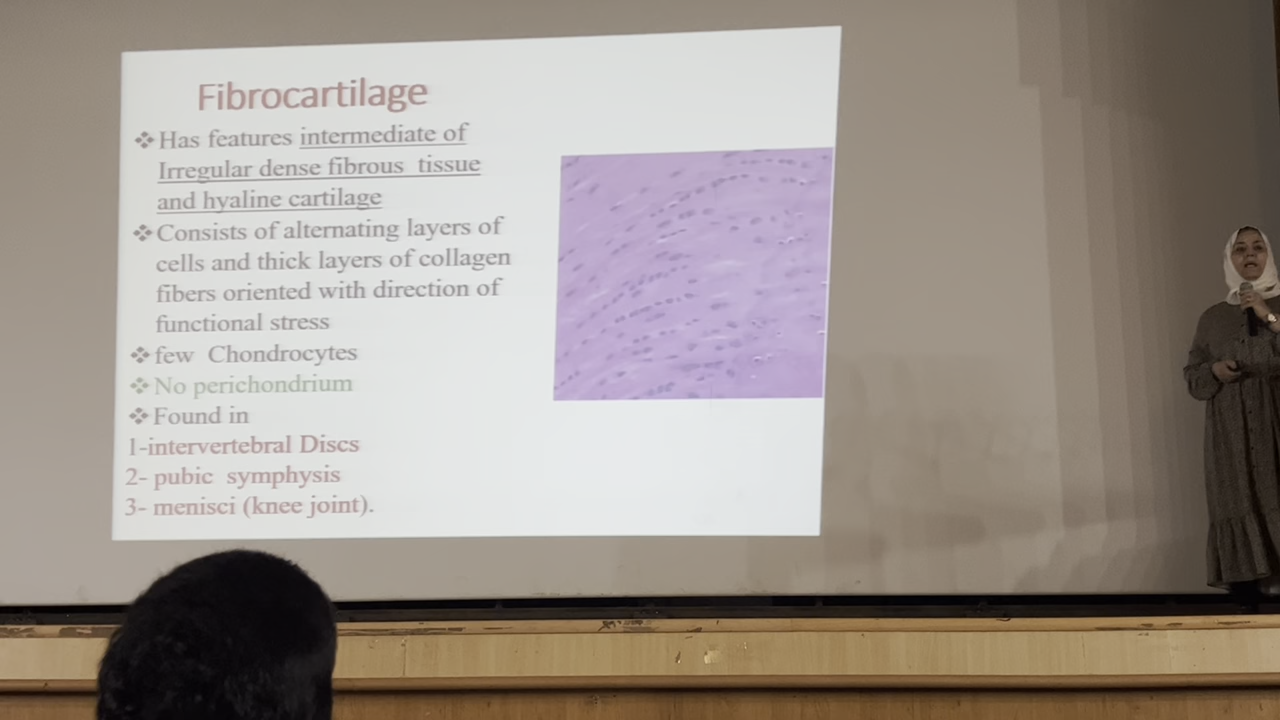 Fibrocartilage
❖ Has features intermediate of
Irregular dense fibrous tissue
and hyaline cartilage
❖ Consists of alternating layers of
cells and thick layers of collagen
fibers oriented with direction of
functional stress
❖ few Chondrocytes
❖ No perichondrium
❖ Found in
1-intervertebral Discs
2- pubic symphysis
3- menisci (knee joint).